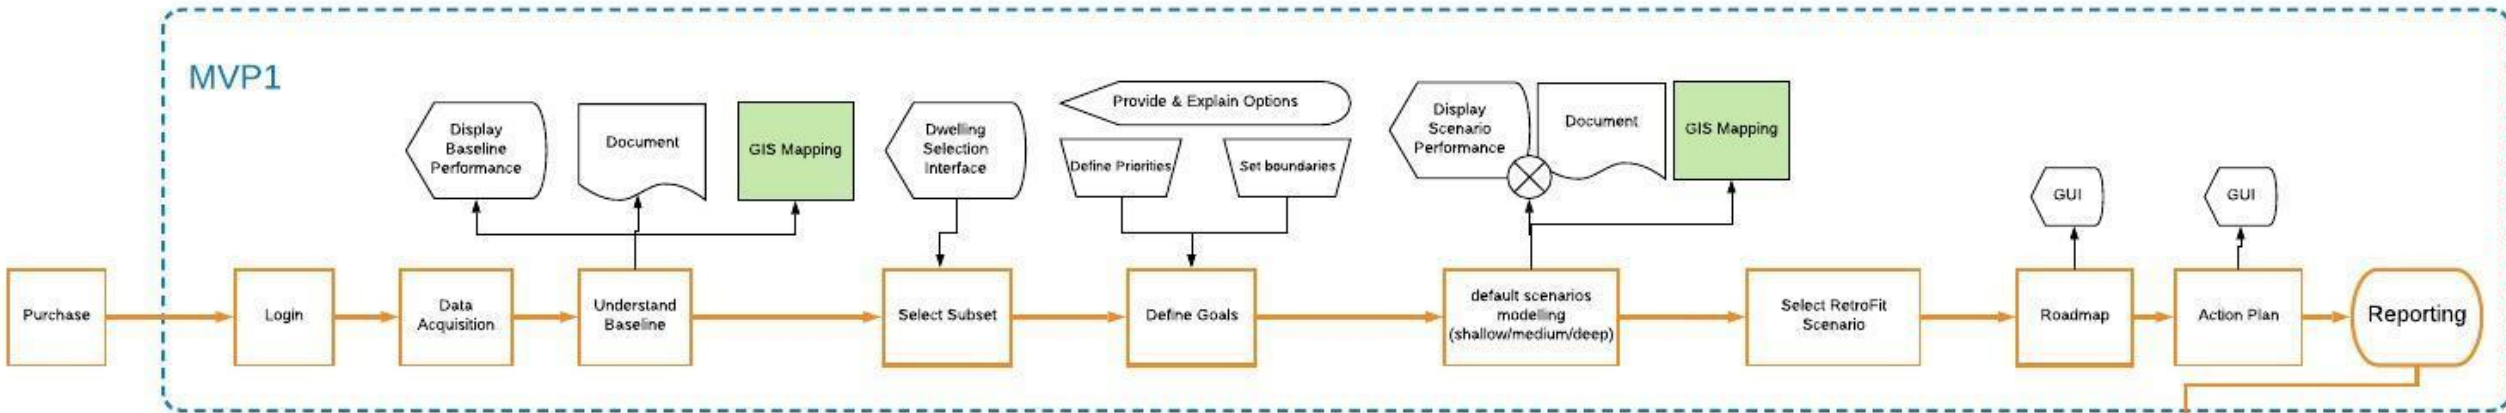 MVP1
Display
Baseline
Performance
Document
GIS Mapping
Dwelling
Selection
Interface
Provide & Explain Options
Define Priorities
Set boundaries
Display
Scenario
Performance
Document
GIS Mapping
GUI
GUI
Purchase
Login
Data
Acquisition
Understand
Baseline
Select Subset
Define Goals
default scenarios
modelling
(shallow/medium/deep)
Select RetroFit
Scenario
Roadmap
Action Plan
Reporting